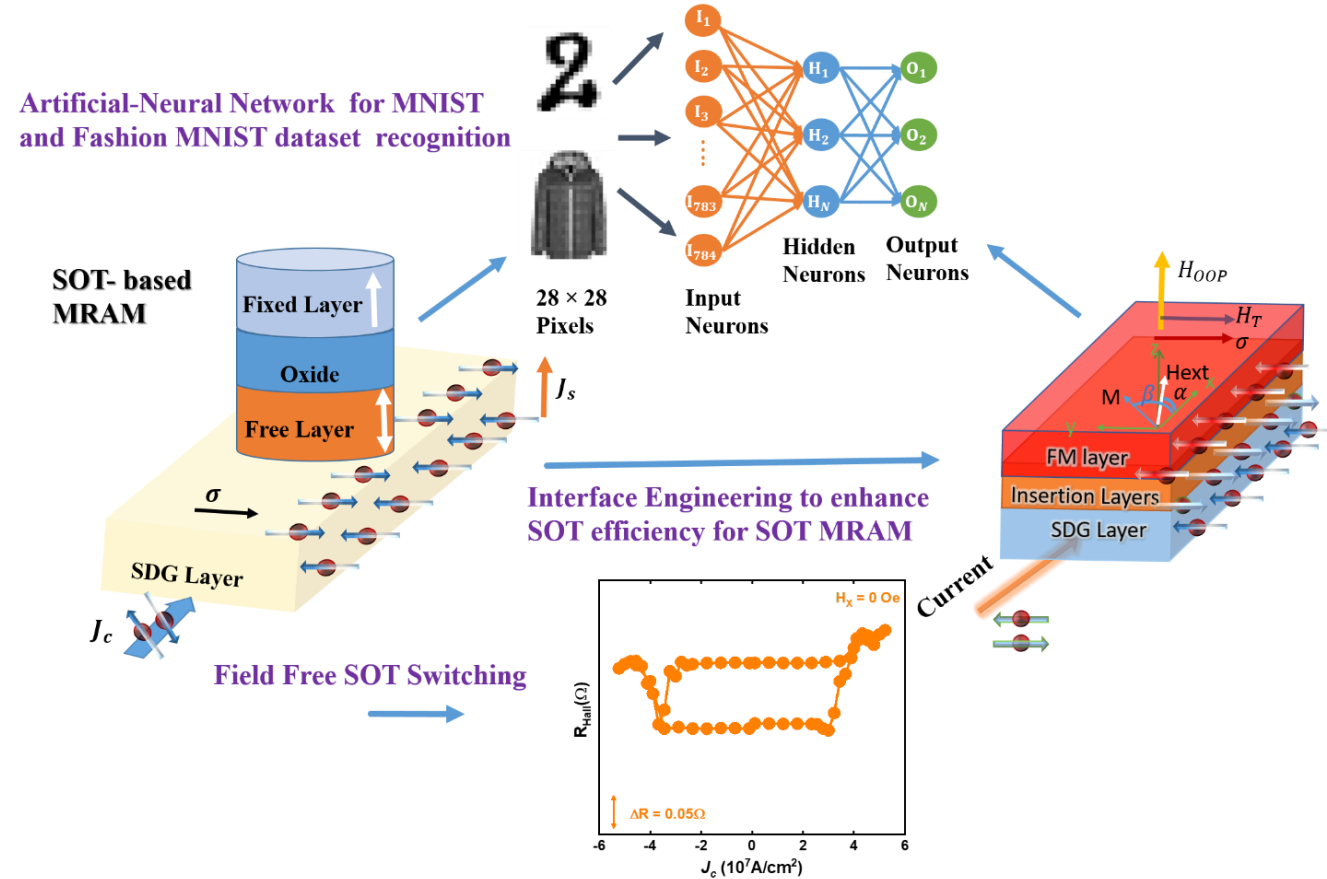 Artificial-Neural Network for MNIST
and Fashion MNIST dataset recognition
I1
I2
I3
I783
I784
H1
H2
HN
O1
O2
ON
28 × 28
Pixels
Input
Neurons
Hidden
Neurons
Output
Neurons
SOT- based
MRAM
Fixed Layer
Oxide
Free Layer
Js
σ
SDG Layer
Jc
Interface Engineering to enhance
SOT efficiency for SOT MRAM
HOOP
HT
σ
z
Hext
x
M
β
α
y
FM layer
Insertion Layers
SDG Layer
Current
Field Free SOT Switching
HX = 0 Oe
RHall(Ω)
ΔR = 0.05Ω
-6 -4 -2 0 2 4 6
Jc (10⁷A/cm²)